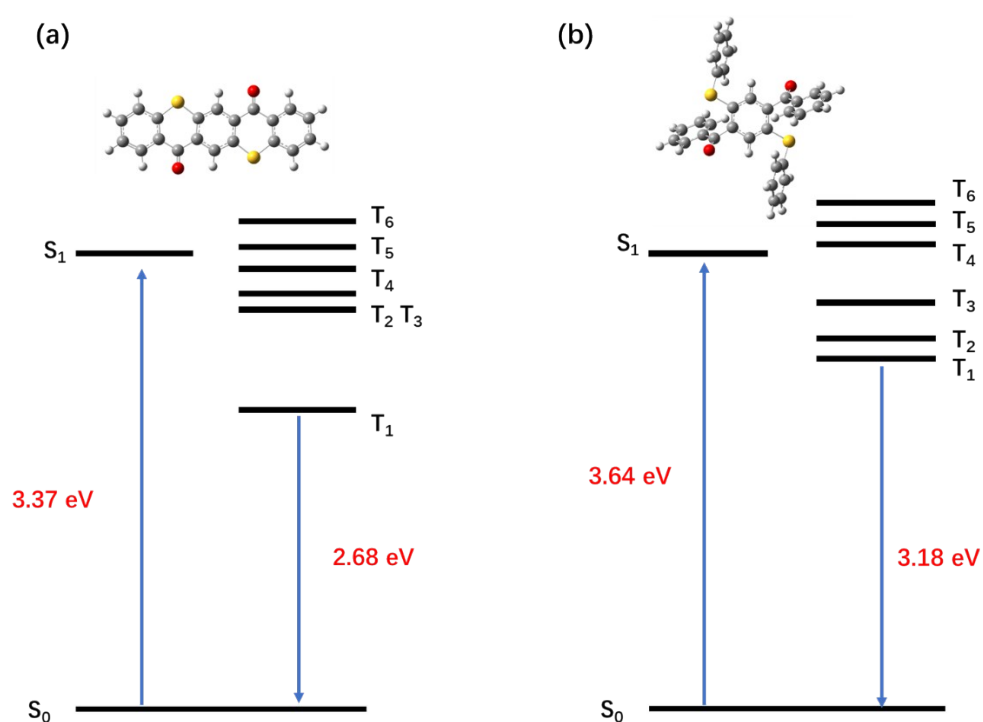 (a)
S₁
T₆
T₅
T₄
T₂ T₃
T₁
3.37 eV
2.68 eV
S₀
(b)
S₁
T₆
T₅
T₄
T₃
T₂
T₁
3.64 eV
3.18 eV
S₀